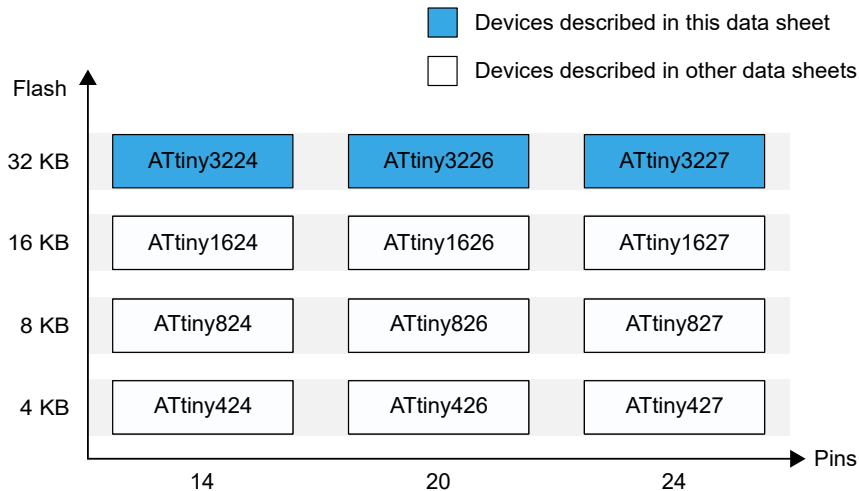 Devices described in this data sheet
Devices described in other data sheets
Flash
32 KB ATtiny3224 ATtiny3226 ATtiny3227
16 KB ATtiny1624 ATtiny1626 ATtiny1627
8 KB ATtiny824 ATtiny826 ATtiny827
4 KB ATtiny424 ATtiny426 ATtiny427
Pins
14 20 24